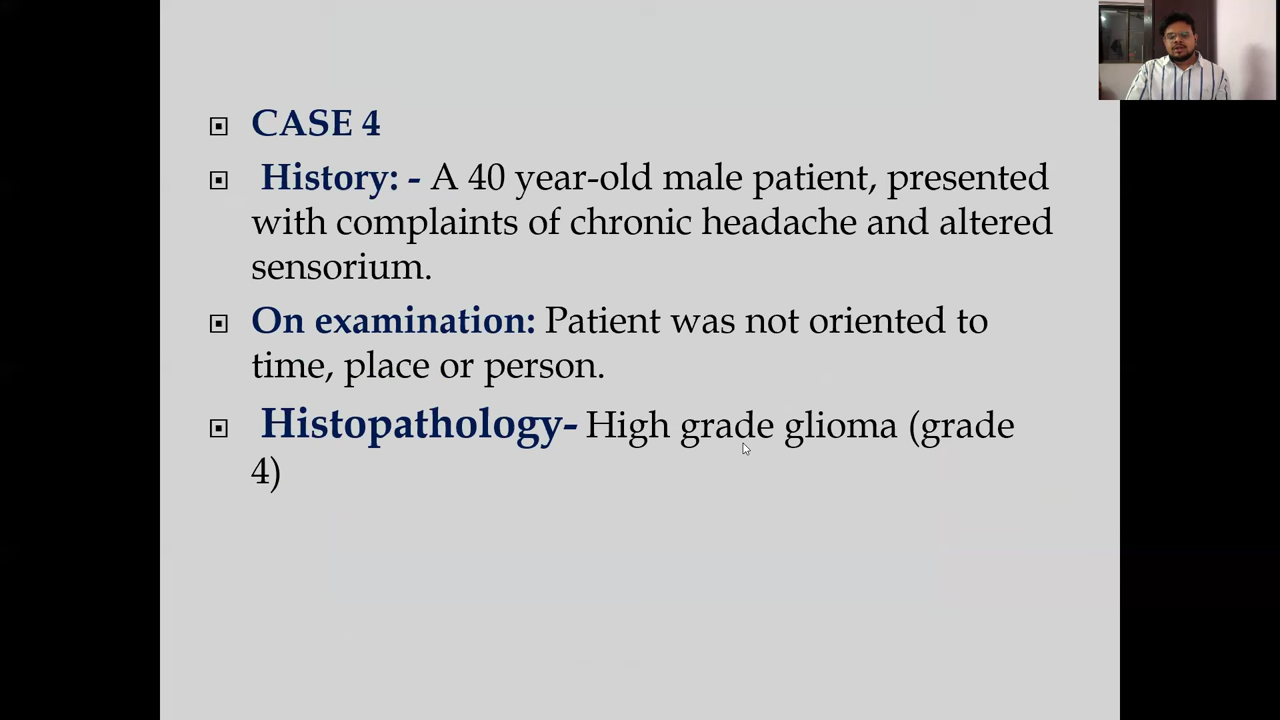 CASE 4
History: - A 40 year-old male patient, presented
with complaints of chronic headache and altered
sensorium.
On examination: Patient was not oriented to
time, place or person.
Histopathology- High grade glioma (grade
4)